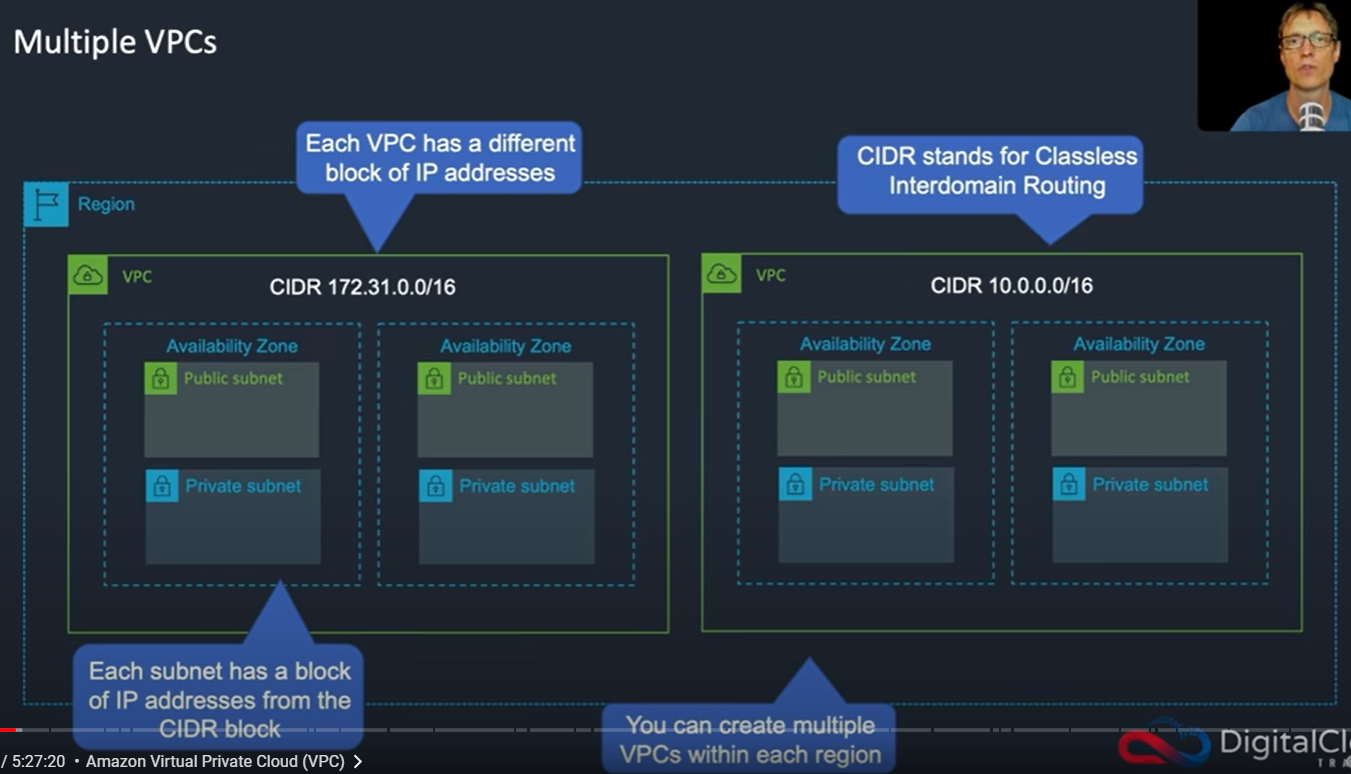 Multiple VPCs
Each VPC has a different
block of IP addresses
CIDR stands for Classless
Interdomain Routing
Region
VPC
CIDR 172.31.0.0/16
Availability Zone
Public subnet
Private subnet
Availability Zone
Public subnet
Private subnet
VPC
CIDR 10.0.0.0/16
Availability Zone
Public subnet
Private subnet
Availability Zone
Public subnet
Private subnet
Each subnet has a block
of IP addresses from the
CIDR block
You can create multiple
VPCs within each region
/ 5:27:20 • Amazon Virtual Private Cloud (VPC) >
DigitalClo
TRA